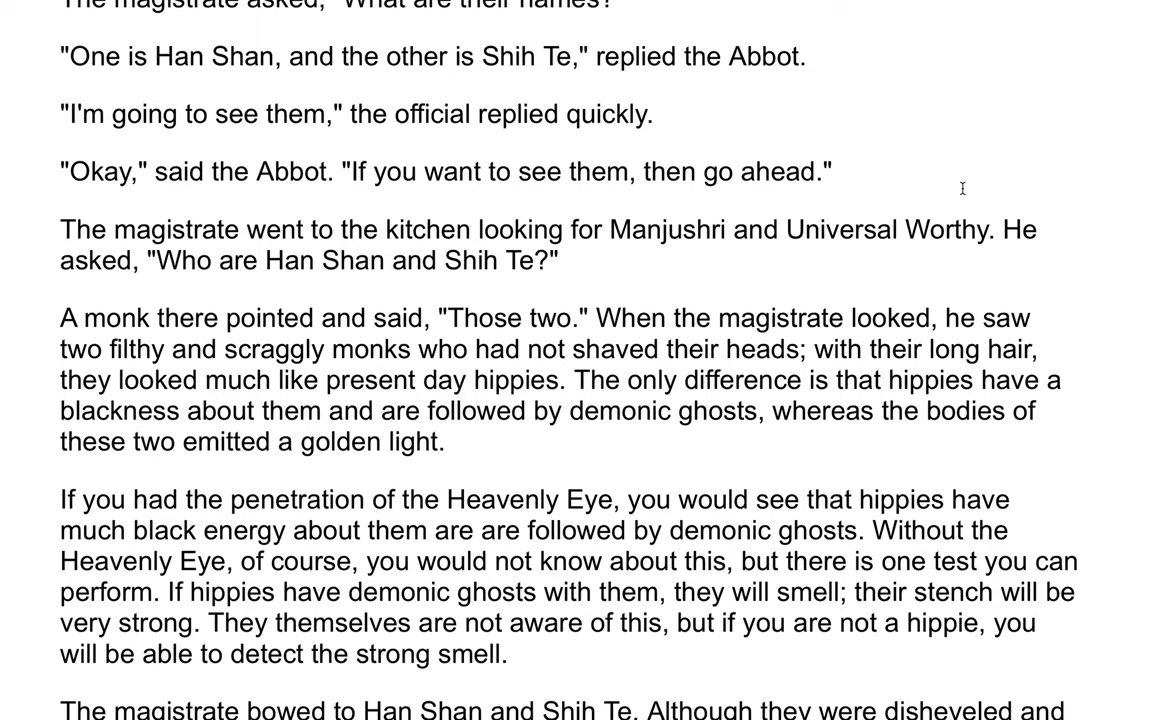 The magistrate asked, "What are their names?"
"One is Han Shan, and the other is Shih Te," replied the Abbot.
"I'm going to see them," the official replied quickly.
"Okay," said the Abbot. "If you want to see them, then go ahead."
The magistrate went to the kitchen looking for Manjushri and Universal Worthy. He
asked, "Who are Han Shan and Shih Te?"
A monk there pointed and said, "Those two." When the magistrate looked, he saw
two filthy and scraggly monks who had not shaved their heads; with their long hair,
they looked much like present day hippies. The only difference is that hippies have a
blackness about them and are followed by demonic ghosts, whereas the bodies of
these two emitted a golden light.
If you had the penetration of the Heavenly Eye, you would see that hippies have
much black energy about them are are followed by demonic ghosts. Without the
Heavenly Eye, of course, you would not know about this, but there is one test you can
perform. If hippies have demonic ghosts with them, they will smell; their stench will be
very strong. They themselves are not aware of this, but if you are not a hippie, you
will be able to detect the strong smell.
The magistrate bowed to Han Shan and Shih Te. Although they were disheveled and